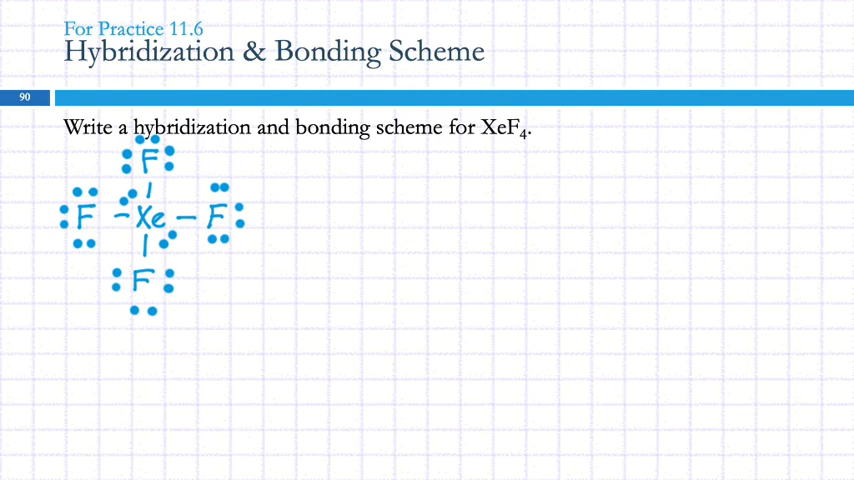 For Practice 11.6
Hybridization & Bonding Scheme
90
Write a hybridization and bonding scheme for XeF₄.
F
F - Xe - F
F